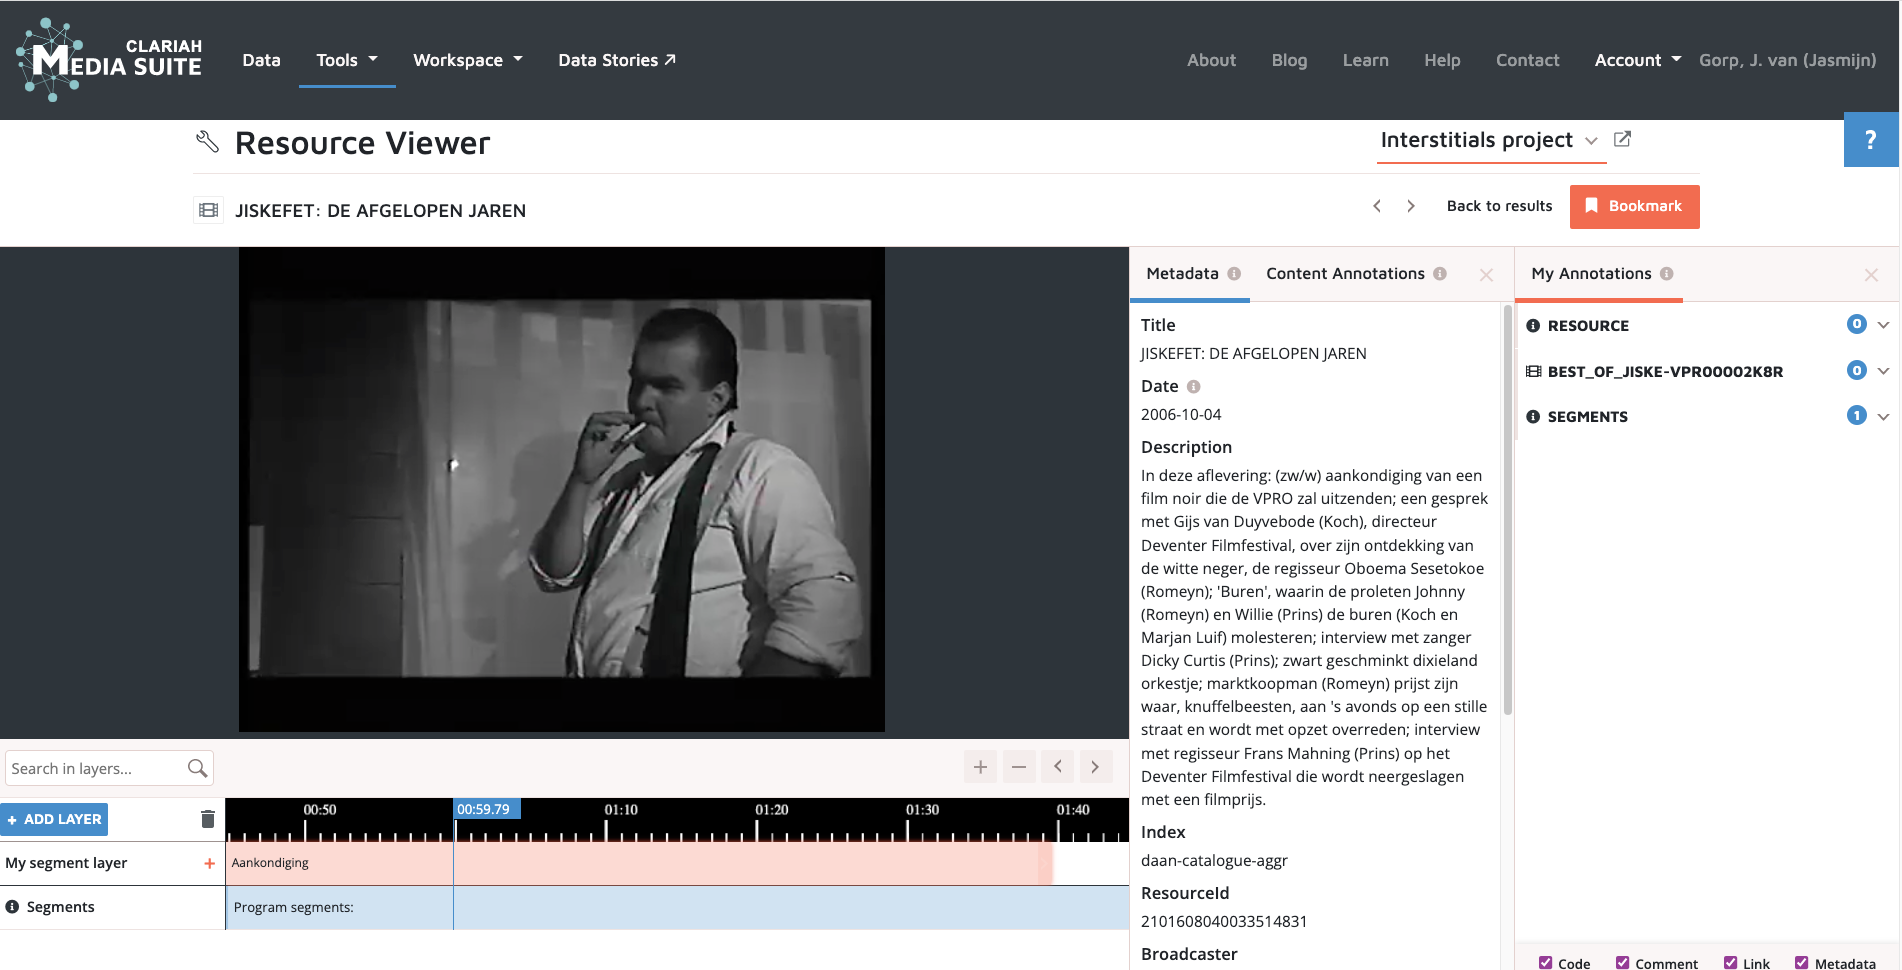 CLARIAH
MEDIA SUITE
Data
Tools
Workspace
Data Stories
About
Blog
Learn
Help
Contact
Account
Gorp, J. van (Jasmijn)
Resource Viewer
Interstitials project
?
JISKEFET: DE AFGELOPEN JAREN
Back to results
Bookmark
Metadata
Content Annotations
My Annotations
Title
JISKEFET: DE AFGELOPEN JAREN
Date
2006-10-04
Description
In deze aflevering: (zw/w) aankondiging van een
film noir die de VPRO zal uitzenden; een gesprek
met Gijs van Duyvebode (Koch), directeur
Deventer Filmfestival, over zijn ontdekking van
de witte neger, de regisseur Oboema Sesetokoe
(Romeyn); 'Buren', waarin de proleten Johnny
(Romeyn) en Willie (Prins) de buren (Koch en
Marjan Luif) molesteren; interview met zanger
Dicky Curtis (Prins); zwart geschminkt dixieland
orkestje; marktkoopman (Romeyn) prijst zijn
waar, knuffelbeesten, aan 's avonds op een stille
straat en wordt met opzet overreden; interview
met regisseur Frans Mahning (Prins) op het
Deventer Filmfestival die wordt neergeslagen
met een filmprijs.
Index
daan-catalogue-aggr
ResourceId
2101608040033514831
Broadcaster
RESOURCE
0
BEST_OF_JISKE-VPR00002K8R
0
SEGMENTS
1
Code
Comment
Link
Metadata
Search in layers...
+ ADD LAYER
00:50
00:59.79
01:10
01:20
01:30
01:40
My segment layer
+
Aankondiging
Segments
Program segments: